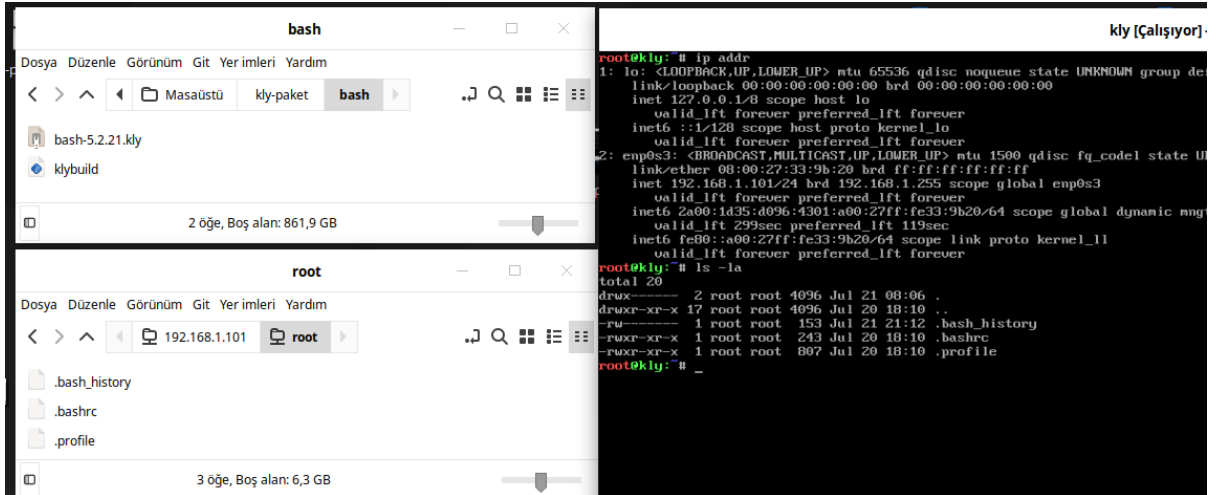 bash
Dosya Düzenle Görünüm Git Yer imleri Yardım
Masaüstü kly-paket bash
bash-5.2.21.kly
klybuild
2 öğe, Boş alan: 861,9 GB
root
Dosya Düzenle Görünüm Git Yer imleri Yardım
192.168.1.101 root
.bash_history
.bashrc
.profile
3 öğe, Boş alan: 6,3 GB
kly [Çalışıyor] -
root@kly:~# ip addr
1: lo: <LOOPBACK,UP,LOWER_UP> mtu 65536 qdisc noqueue state UNKNOWN group def
link/loopback 00:00:00:00:00:00 brd 00:00:00:00:00:00
inet 127.0.0.1/8 scope host lo
valid_lft forever preferred_lft forever
inet6 ::1/128 scope host proto kernel_lo
valid_lft forever preferred_lft forever
2: enp0s3: <BROADCAST,MULTICAST,UP,LOWER_UP> mtu 1500 qdisc fq_codel state U
link/ether 08:00:27:33:9b:20 brd ff:ff:ff:ff:ff:ff
inet 192.168.1.101/24 brd 192.168.1.255 scope global enp0s3
valid_lft forever preferred_lft forever
inet6 2a00:1d35:d096:4301:a00:27ff:fe33:9b20/64 scope global dynamic mngt
valid_lft 299sec preferred_lft 119sec
inet6 fe80::a00:27ff:fe33:9b20/64 scope link proto kernel_ll
valid_lft forever preferred_lft forever
root@kly:~# ls -la
total 20
drwx------ 2 root root 4096 Jul 21 08:06 .
drwxr-xr-x 17 root root 4096 Jul 20 18:10 ..
-rw------- 1 root root 153 Jul 21 21:12 .bash_history
-rwxr-xr-x 1 root root 243 Jul 20 18:10 .bashrc
-rwxr-xr-x 1 root root 807 Jul 20 18:10 .profile
root@kly:~# _